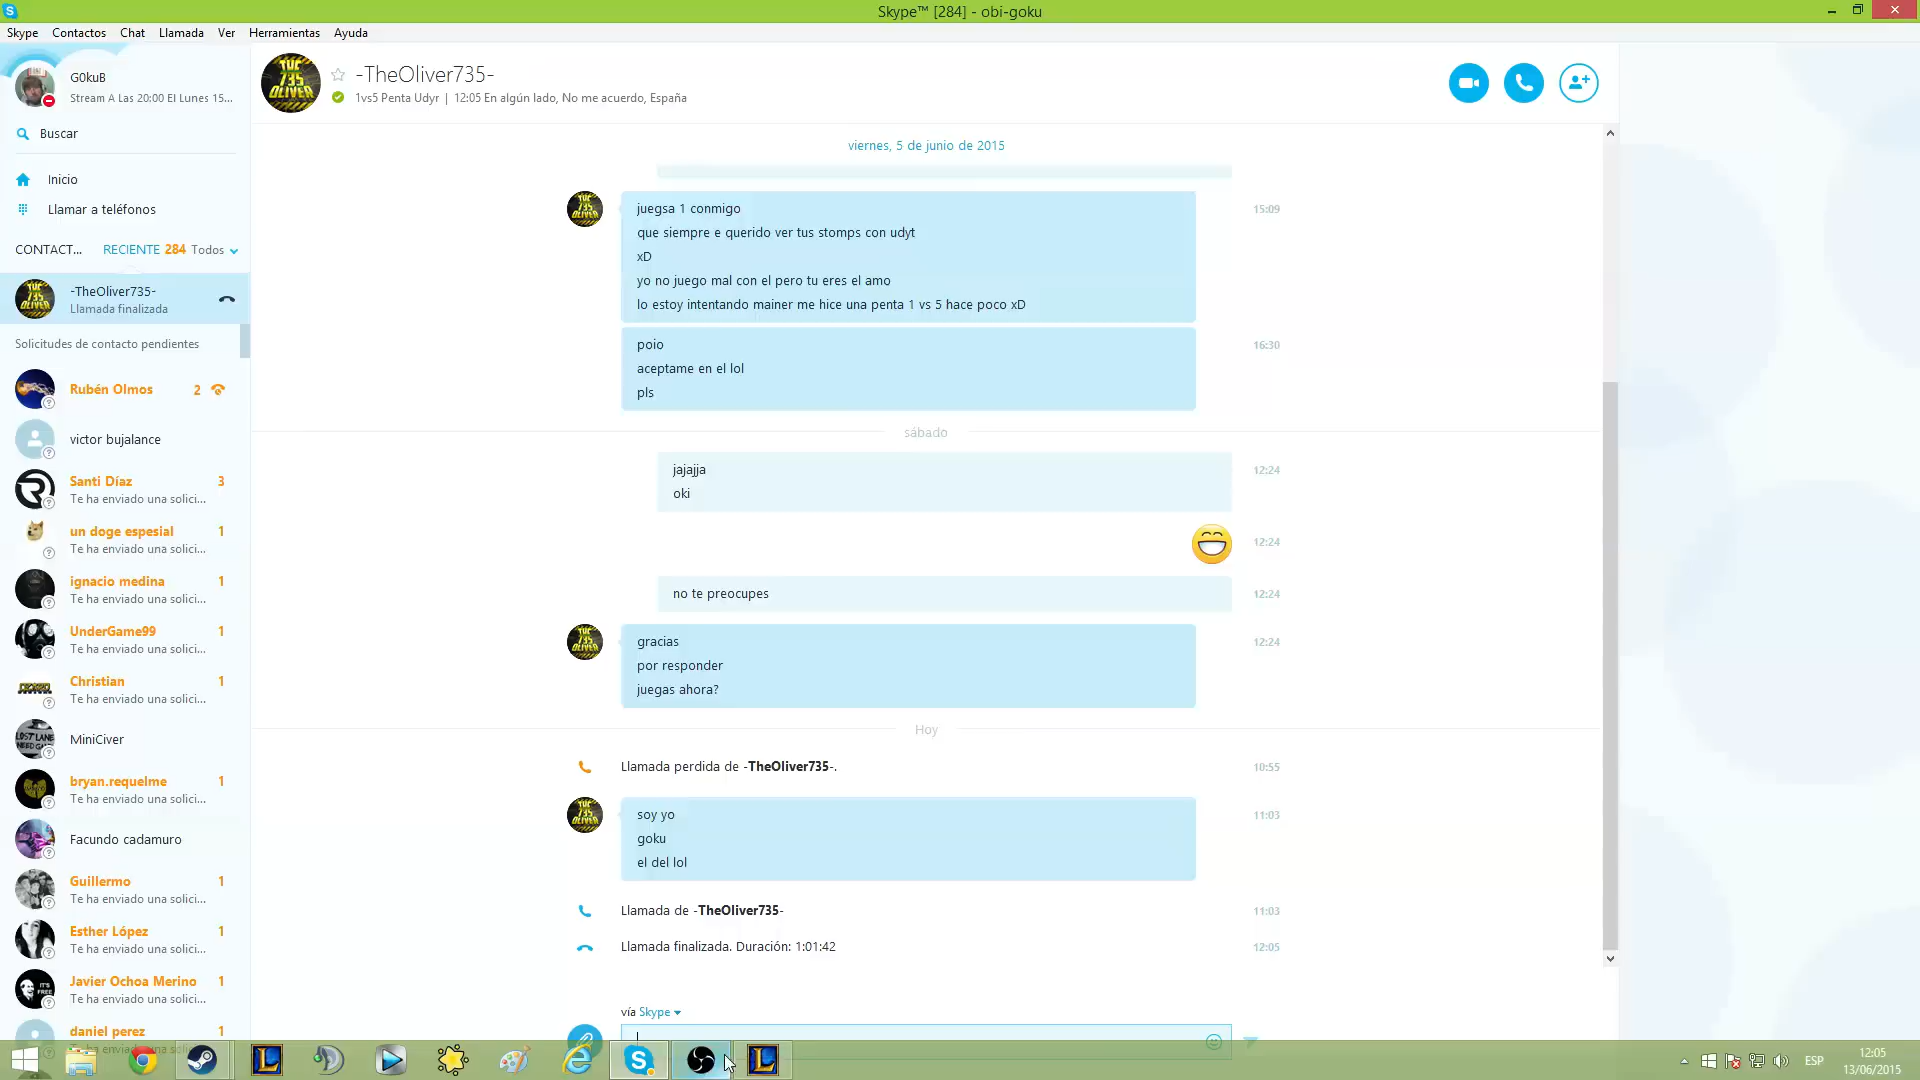 Skype™ [284] - obi-goku
Skype Contactos Chat Llamada Ver Herramientas Ayuda
G0kuB
Stream A Las 20:00 El Lunes 15...
Buscar
Inicio
Llamar a teléfonos
CONTACT... RECIENTE 284 Todos
-TheOliver735-
Llamada finalizada
Solicitudes de contacto pendientes
Rubén Olmos 2
victor bujalance
Santi Díaz 3
Te ha enviado una solici...
un doge espesial 1
Te ha enviado una solici...
ignacio medina 1
Te ha enviado una solici...
UnderGame99 1
Te ha enviado una solici...
Christian 1
Te ha enviado una solici...
MiniCiver
bryan.requelme 1
Te ha enviado una solici...
Facundo cadamuro
Guillermo 1
Te ha enviado una solici...
Esther López 1
Te ha enviado una solici...
Javier Ochoa Merino 1
Te ha enviado una solici...
daniel perez 1
Te ha enviado una solici...
TVC
735
OLIVER
-TheOliver735-
1vs5 Penta Udyr | 12:05 En algún lado, No me acuerdo, España
viernes, 5 de junio de 2015
juegsa 1 conmigo 15:09
que siempre e querido ver tus stomps con udyt
xD
yo no juego mal con el pero tu eres el amo
lo estoy intentando mainer me hice una penta 1 vs 5 hace poco xD
poio 16:30
aceptame en el lol
pls
sábado
jajajja 12:24
oki
12:24
no te preocupes 12:24
gracias 12:24
por responder
juegas ahora?
Hoy
Llamada perdida de -TheOliver735-. 10:55
soy yo 11:03
goku
el del lol
Llamada de -TheOliver735- 11:03
Llamada finalizada. Duración: 1:01:42 12:05
vía Skype
ESP
12:05
13/06/2015